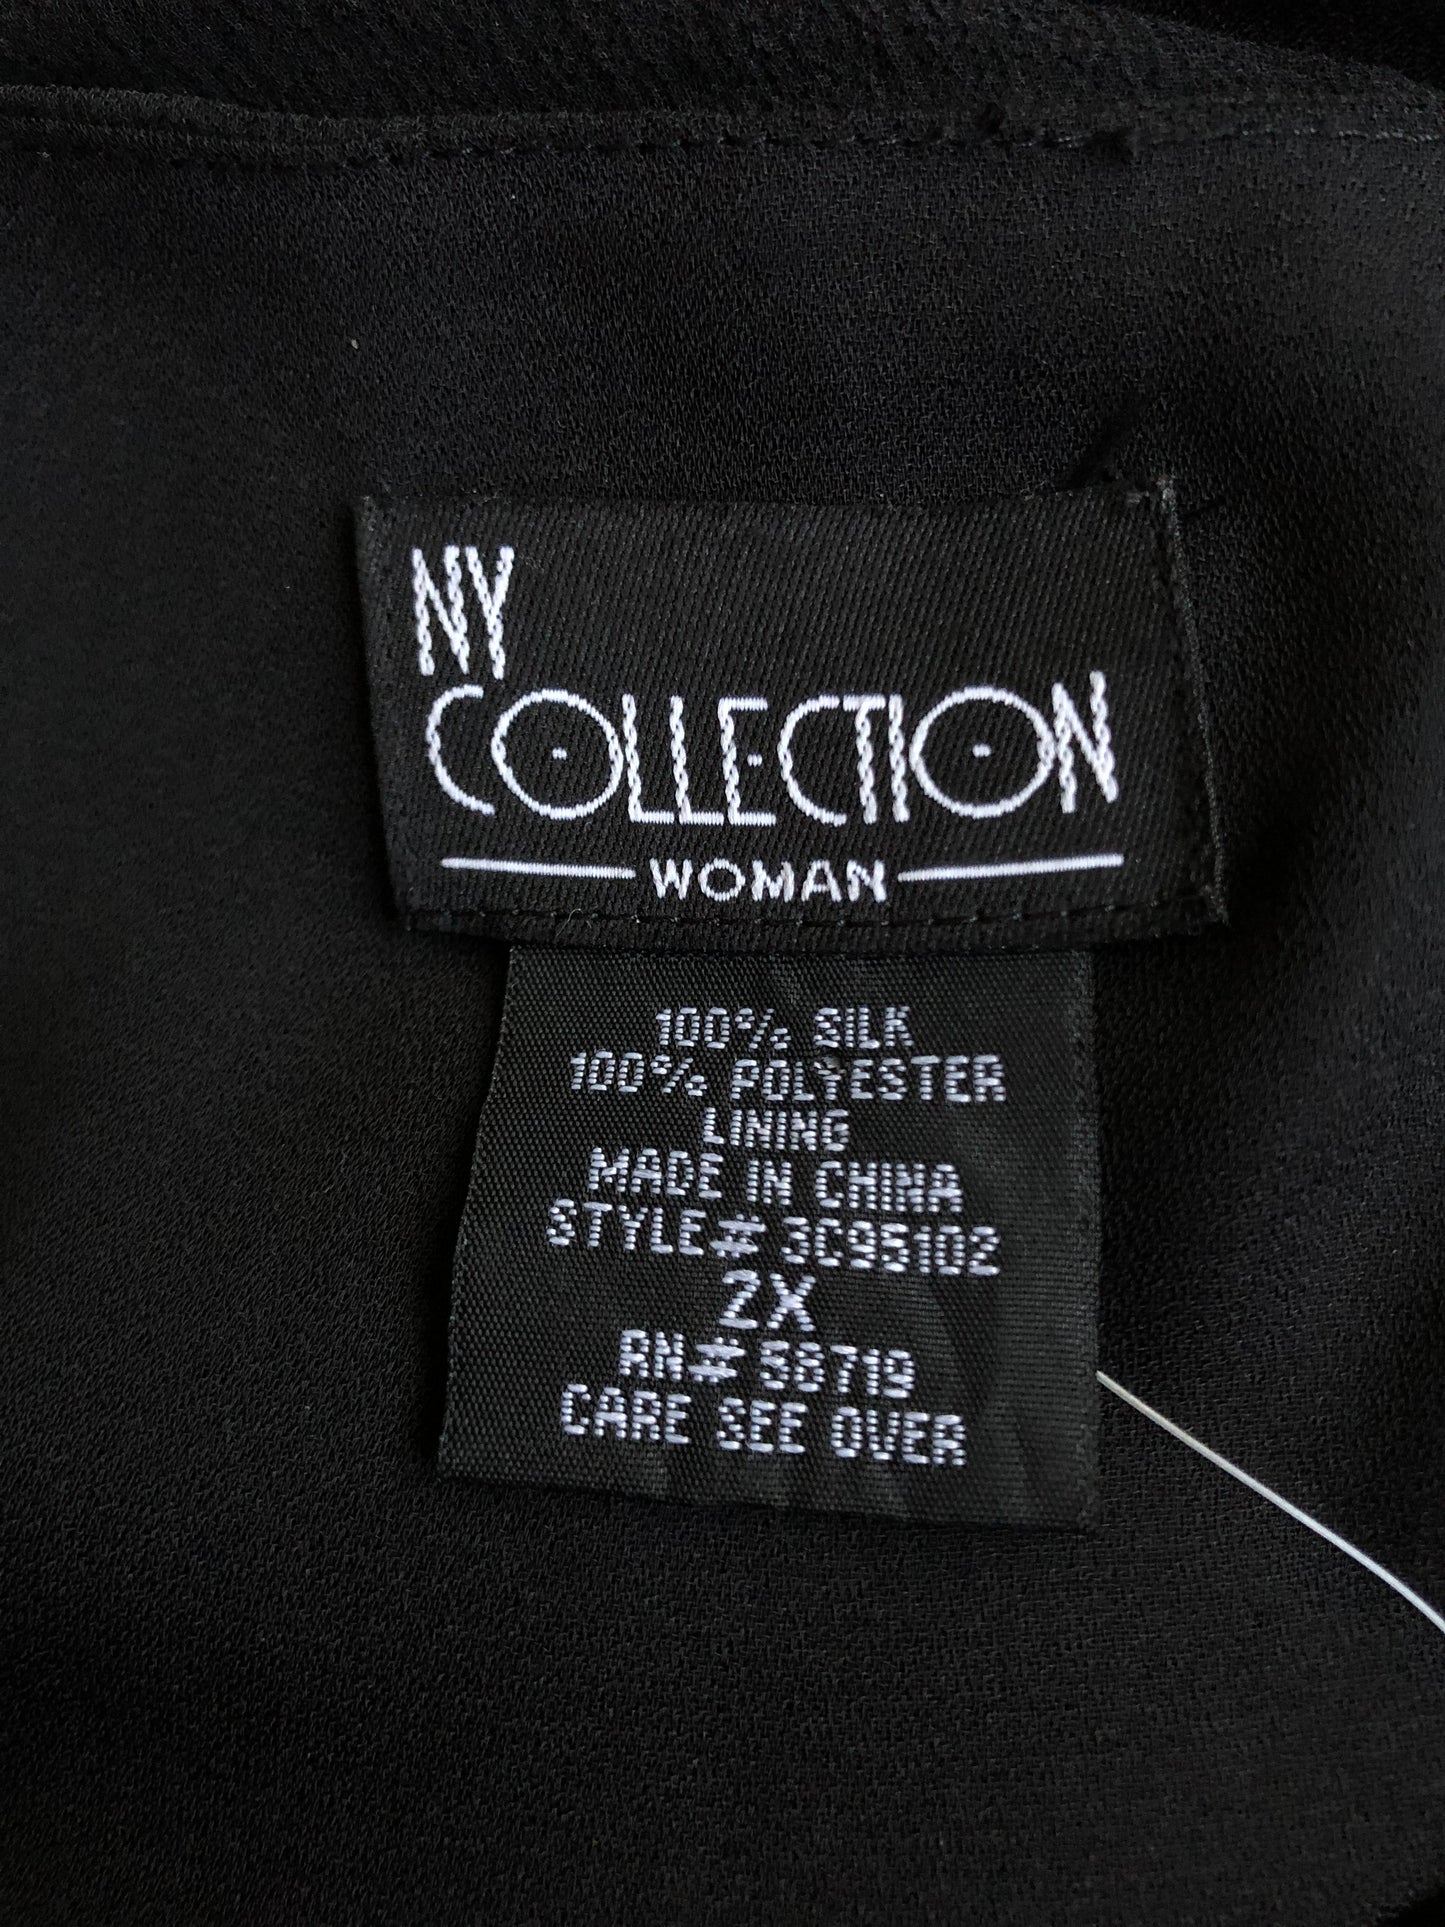 NY
COLLECTION
WOMAN
100% SILK
100% POLYESTER
LINING
MADE IN CHINA
STYLE# 3C95102
2X
RN# 58719
CARE SEE OVER